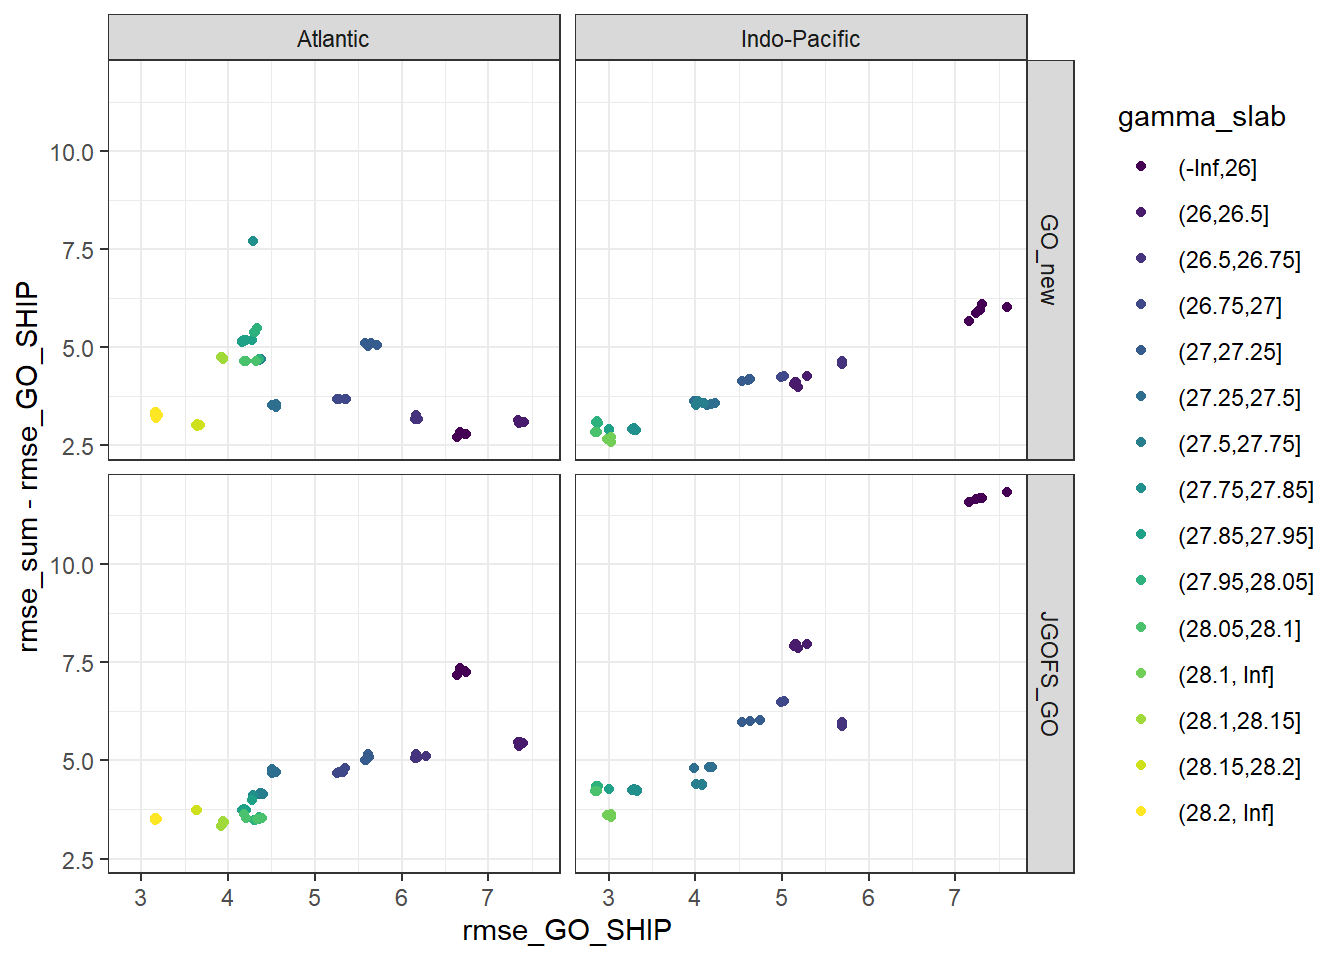 Atlantic
Indo-Pacific
10.0
7.5
5.0
2.5
GO_new
10.0
7.5
5.0
2.5
JGOFS_GO
3 4 5 6 7
3 4 5 6 7
rmse_GO_SHIP
rmse_sum - rmse_GO_SHIP
gamma_slab
(-Inf,26]
(26,26.5]
(26.5,26.75]
(26.75,27]
(27,27.25]
(27.25,27.5]
(27.5,27.75]
(27.75,27.85]
(27.85,27.95]
(27.95,28.05]
(28.05,28.1]
(28.1, Inf]
(28.1,28.15]
(28.15,28.2]
(28.2, Inf]